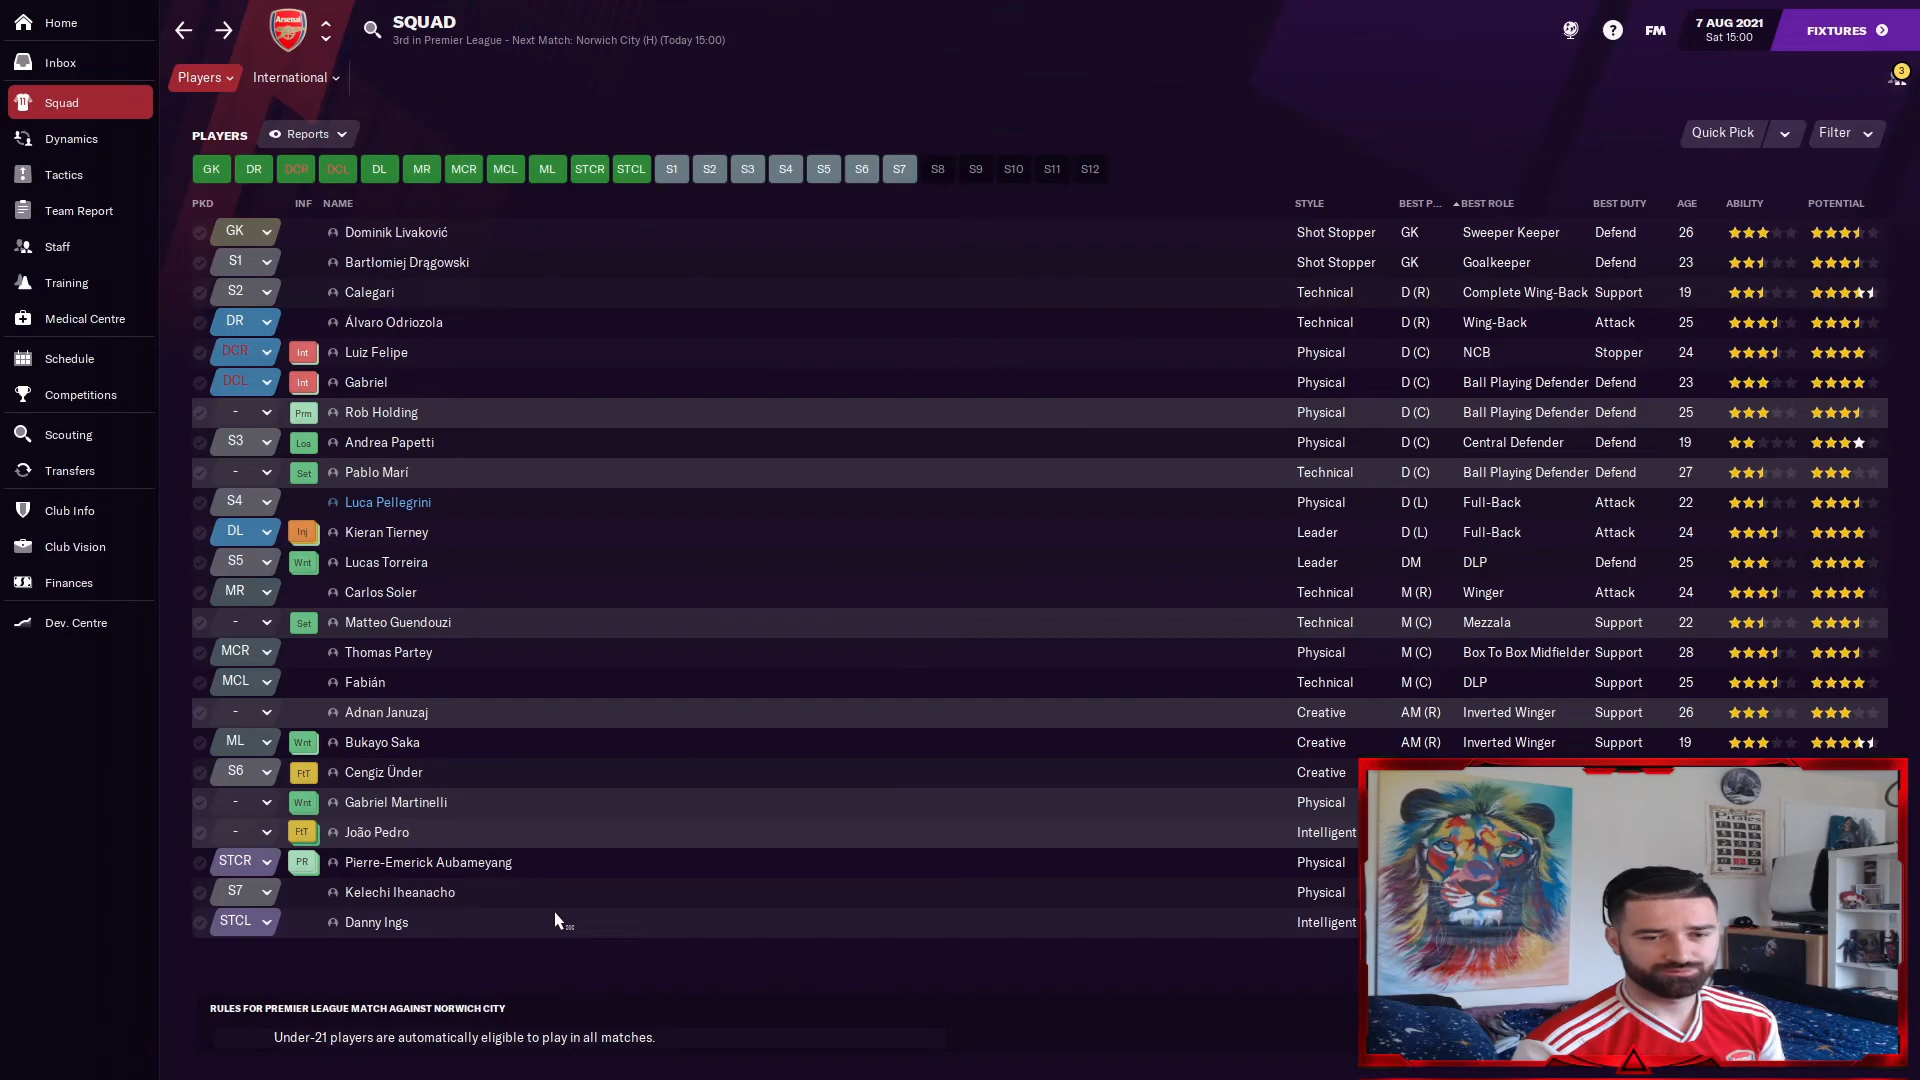 Home
Inbox
Squad
Dynamics
Tactics
Team Report
Staff
Training
Medical Centre
Schedule
Competitions
Scouting
Transfers
Club Info
Club Vision
Finances
Dev. Centre
Arsenal
SQUAD
3rd in Premier League - Next Match: Norwich City (H) (Today 15:00)
FM
7 AUG 2021
Sat 15:00
FIXTURES
3
Players International
PLAYERS Reports Quick Pick Filter
GK DR DCR DCL DL MR MCR MCL ML STCR STCL S1 S2 S3 S4 S5 S6 S7 S8 S9 S10 S11 S12
PKD INF NAME STYLE BEST P... BEST ROLE BEST DUTY AGE ABILITY POTENTIAL
GK Dominik Livaković Shot Stopper GK Sweeper Keeper Defend 26
S1 Bartłomiej Drągowski Shot Stopper GK Goalkeeper Defend 23
S2 Calegari Technical D (R) Complete Wing-Back Support 19
DR Álvaro Odriozola Technical D (R) Wing-Back Attack 25
DCR Int Luiz Felipe Physical D (C) NCB Stopper 24
DCL Int Gabriel Physical D (C) Ball Playing Defender Defend 23
- Prm Rob Holding Physical D (C) Ball Playing Defender Defend 25
S3 Loa Andrea Papetti Physical D (C) Central Defender Defend 19
- Set Pablo Marí Technical D (C) Ball Playing Defender Defend 27
S4 Luca Pellegrini Physical D (L) Full-Back Attack 22
DL Inj Kieran Tierney Leader D (L) Full-Back Attack 24
S5 Wnt Lucas Torreira Leader DM DLP Defend 25
MR Carlos Soler Technical M (R) Winger Attack 24
- Set Matteo Guendouzi Technical M (C) Mezzala Support 22
MCR Thomas Partey Physical M (C) Box To Box Midfielder Support 28
MCL Fabián Technical M (C) DLP Support 25
- Adnan Januzaj Creative AM (R) Inverted Winger Support 26
ML Wnt Bukayo Saka Creative AM (R) Inverted Winger Support 19
S6 FtT Cengiz Ünder Creative
- Wnt Gabriel Martinelli Physical
- FtT João Pedro Intelligent
STCR PR Pierre-Emerick Aubameyang Physical
S7 Kelechi Iheanacho Physical
STCL Danny Ings Intelligent
RULES FOR PREMIER LEAGUE MATCH AGAINST NORWICH CITY
Under-21 players are automatically eligible to play in all matches.